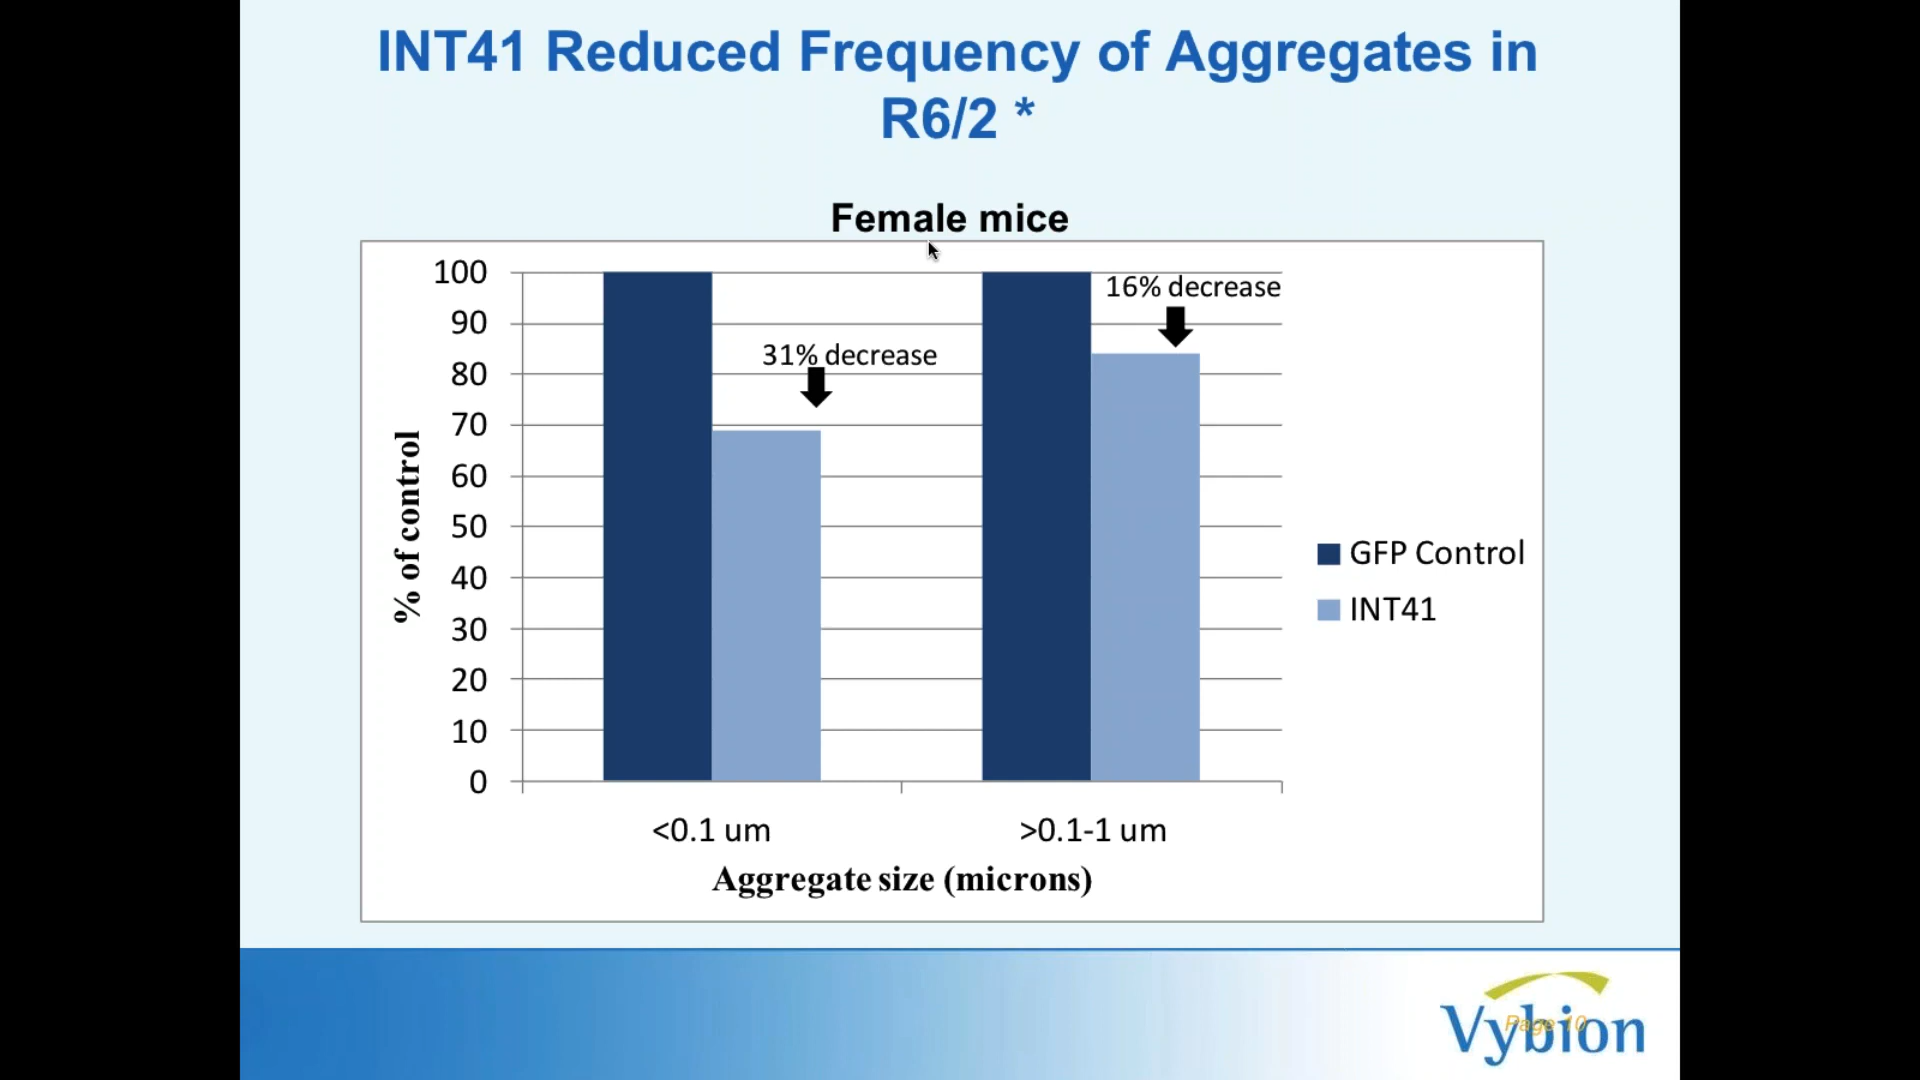 INT41 Reduced Frequency of Aggregates in
R6/2 *
Female mice
100
90
80
70
60
50
40
30
20
10
0
% of control
31% decrease
16% decrease
GFP Control
INT41
<0.1 um
>0.1-1 um
Aggregate size (microns)
Vybion
Page 10